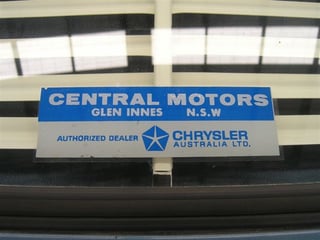 CENTRAL MOTORS
GLEN INNES N.S.W
AUTHORIZED DEALER CHRYSLER
AUSTRALIA LTD.